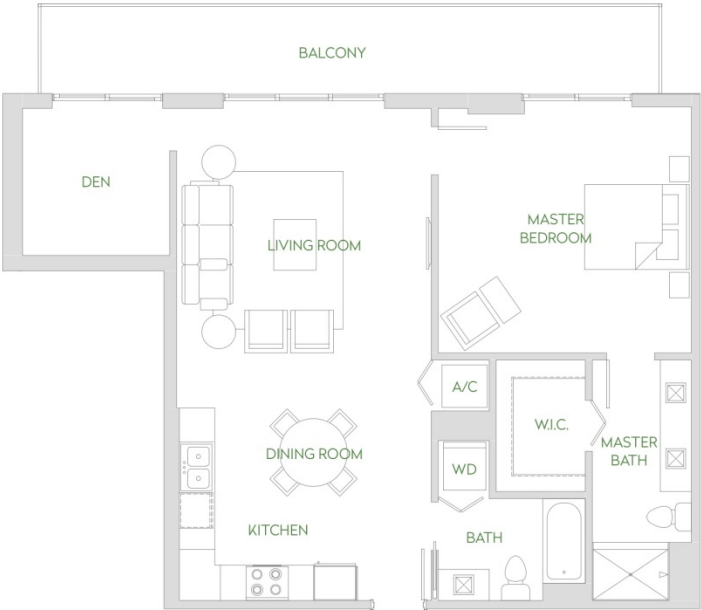 BALCONY
DEN
LIVING ROOM
MASTER
BEDROOM
A/C
W.I.C.
MASTER
BATH
DINING ROOM
WD
KITCHEN
BATH